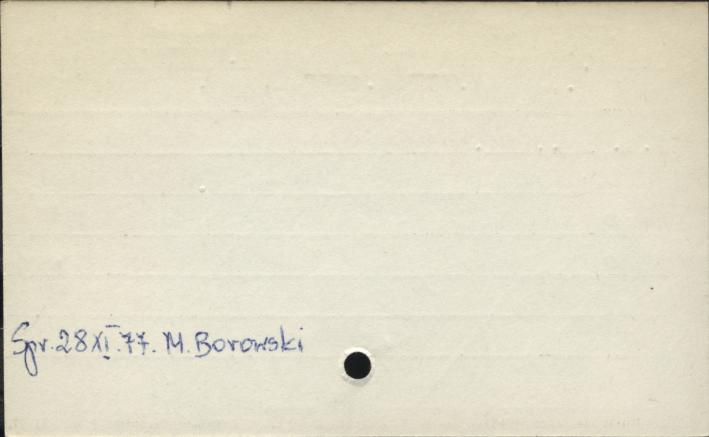 Spr. 28 XI. 77. M. Borowski